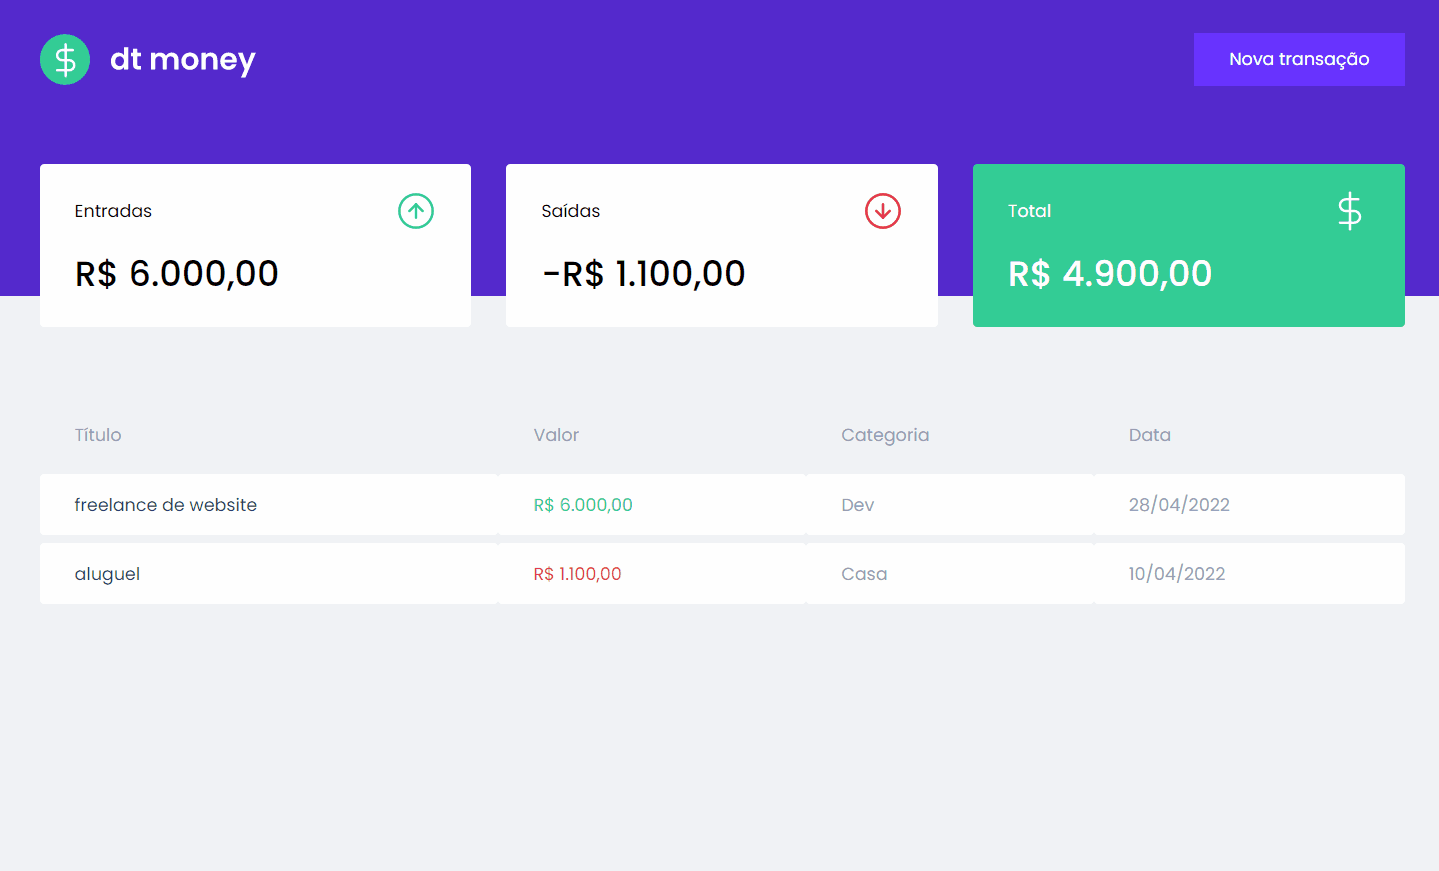 $ dt money
Nova transação
Entradas
R$ 6.000,00
Saídas
-R$ 1.100,00
Total $
R$ 4.900,00
Título Valor Categoria Data
freelance de website R$ 6.000,00 Dev 28/04/2022
aluguel R$ 1.100,00 Casa 10/04/2022